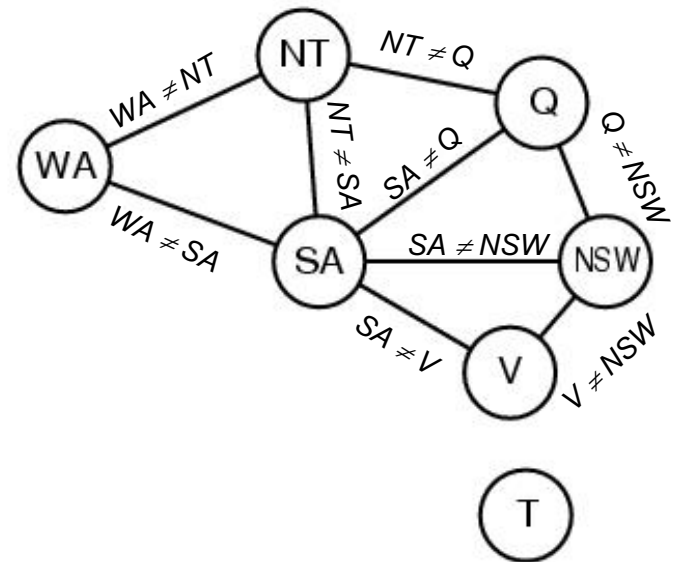 NT
NT ≠ Q
WA ≠ NT
Q
WA
NT ≠ SA
SA ≠ Q
Q ≠ NSW
WA ≠ SA
SA
SA ≠ NSW
NSW
SA ≠ V
V
V ≠ NSW
T